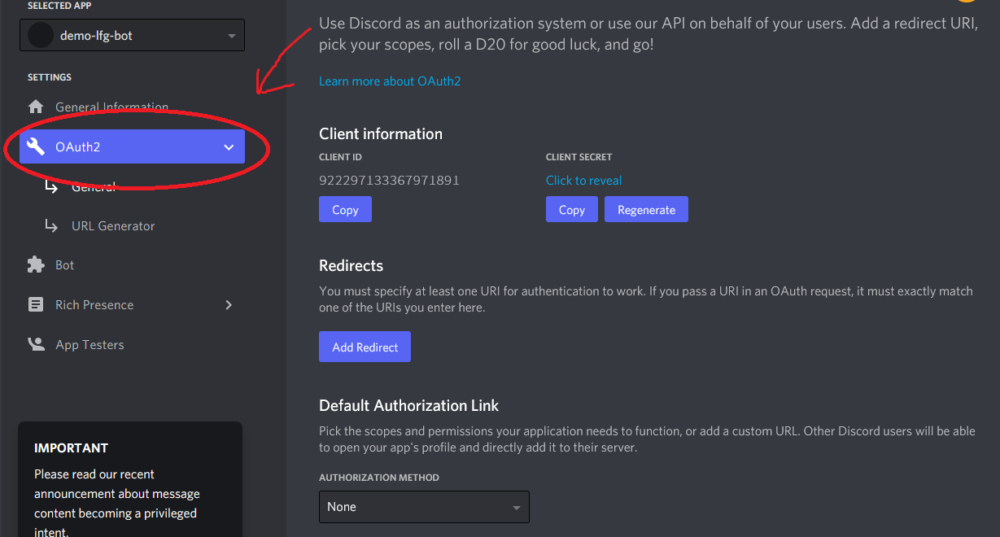 SELECTED APP
demo-lfg-bot
SETTINGS
General Information
OAuth2
General
URL Generator
Bot
Rich Presence
App Testers
IMPORTANT
Please read our recent
announcement about message
content becoming a privileged
intent.
Use Discord as an authorization system or use our API on behalf of your users. Add a redirect URI,
pick your scopes, roll a D20 for good luck, and go!
Learn more about OAuth2
Client information
CLIENT ID
922297133367971891
Copy
CLIENT SECRET
Click to reveal
Copy Regenerate
Redirects
You must specify at least one URI for authentication to work. If you pass a URI in an OAuth request, it must exactly match
one of the URIs you enter here.
Add Redirect
Default Authorization Link
Pick the scopes and permissions your application needs to function, or add a custom URL. Other Discord users will be able
to open your app's profile and directly add it to their server.
AUTHORIZATION METHOD
None